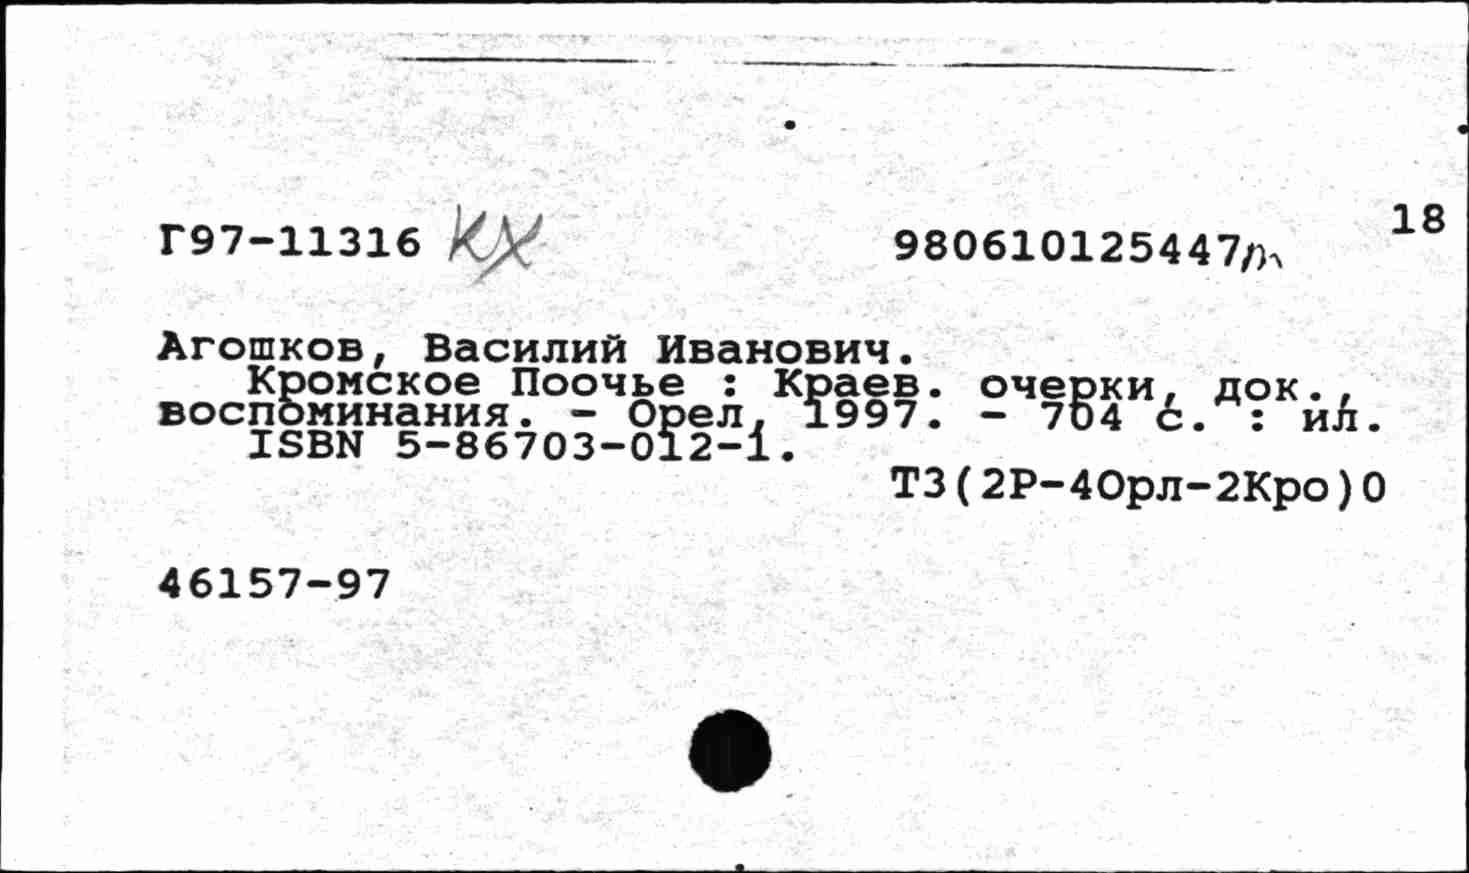 18
Г97-11316 КХ 980610125447
Агошков, Василий Иванович.
Кромское Поочье : Краев. очерки, док.,
воспоминания. - Орел, 1997. - 704 с. : ил.
ISBN 5-86703-012-1.
Т3(2Р-4Орл-2Кро)0
46157-97